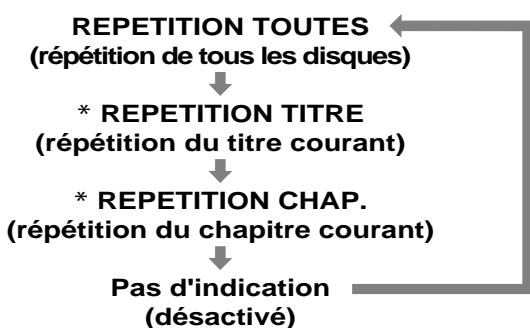 REPETITION TOUTES
(répétition de tous les disques)
* REPETITION TITRE
(répétition du titre courant)
* REPETITION CHAP.
(répétition du chapitre courant)
Pas d'indication
(désactivé)